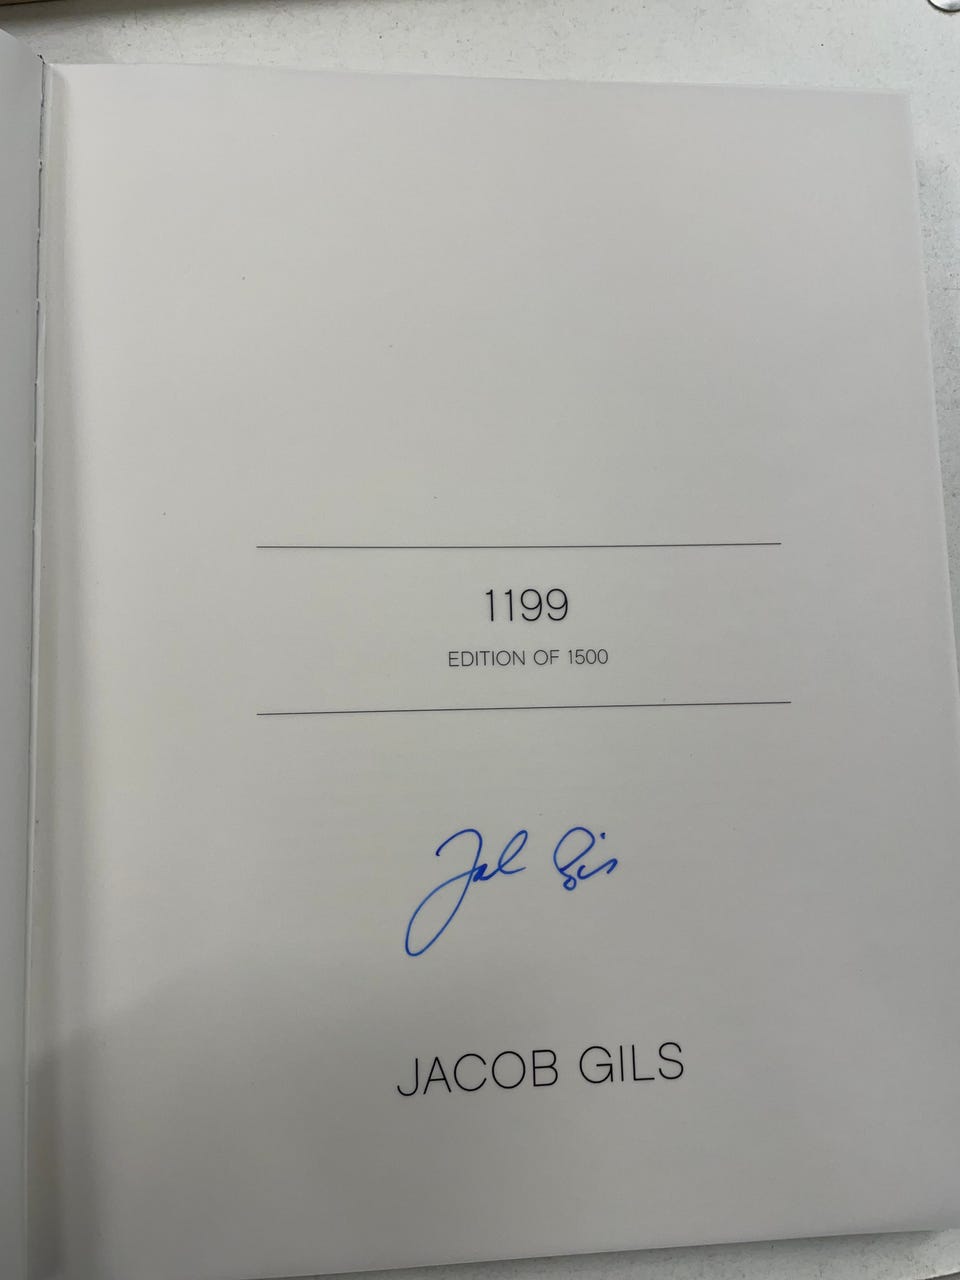 1199
EDITION OF 1500
JACOB GILS